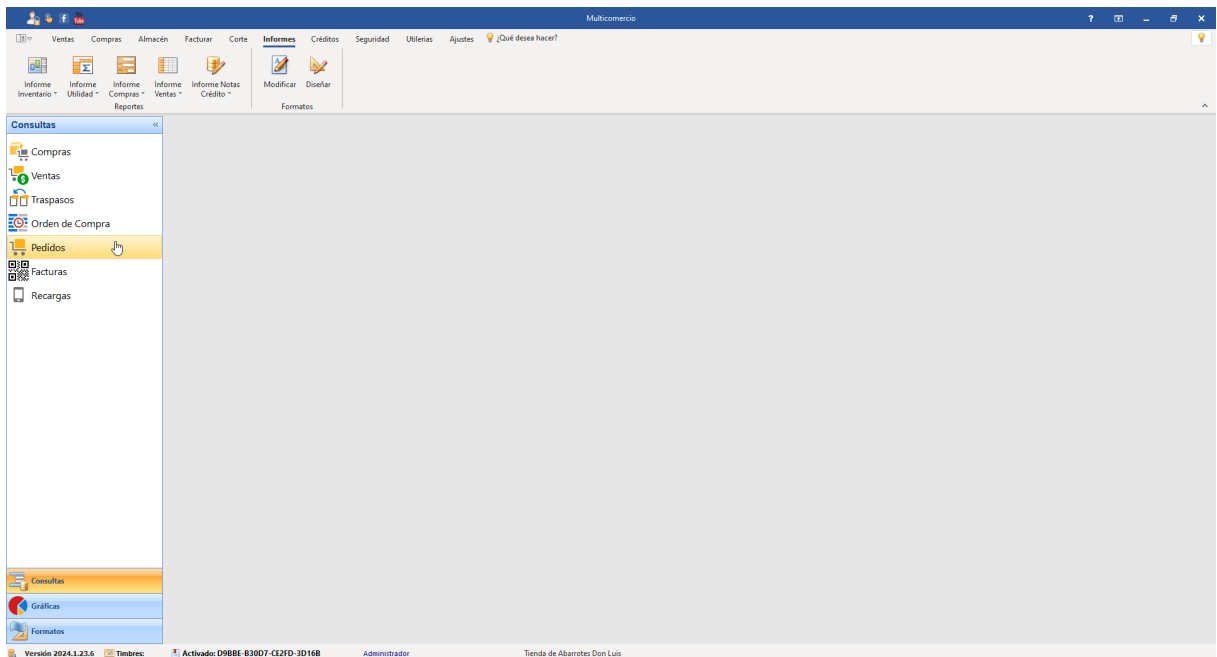 Multicomercio
?
Ventas Compras Almacén Facturar Corte Informes Créditos Seguridad Utilerias Ajustes ¿Qué desea hacer?
Informe Inventario
Informe Utilidad
Informe Compras
Informe Ventas
Informe Notas Crédito
Modificar
Diseñar
Reportes
Formatos
Consultas
Compras
Ventas
Traspasos
Orden de Compra
Pedidos
Facturas
Recargas
Consultas
Gráficas
Formatos
Versión 2024.1.23.6 Timbres: Activado: D9BBE-B30D7-CE2FD-3D16B Administrador Tienda de Abarrotes Don Luis